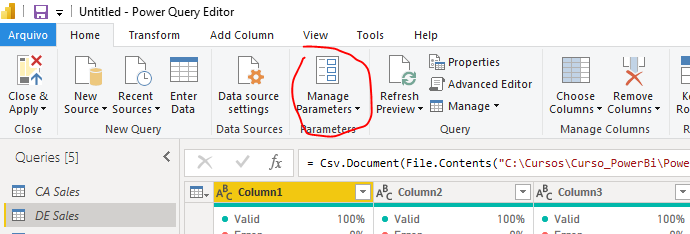 Untitled - Power Query Editor
Arquivo Home Transform Add Column View Tools Help
Close & Apply New Source Recent Sources Enter Data Data source settings Manage Parameters Refresh Preview Properties Advanced Editor Manage Choose Columns Remove Columns
Close New Query Data Sources Parameters Query Manage Columns
Queries [5] fx = Csv.Document(File.Contents("C:\Cursos\Curso_PowerBi\Powe
CA Sales ABC Column1 ABC Column2 ABC Column3
DE Sales Valid 100% Valid 100% Valid 100%